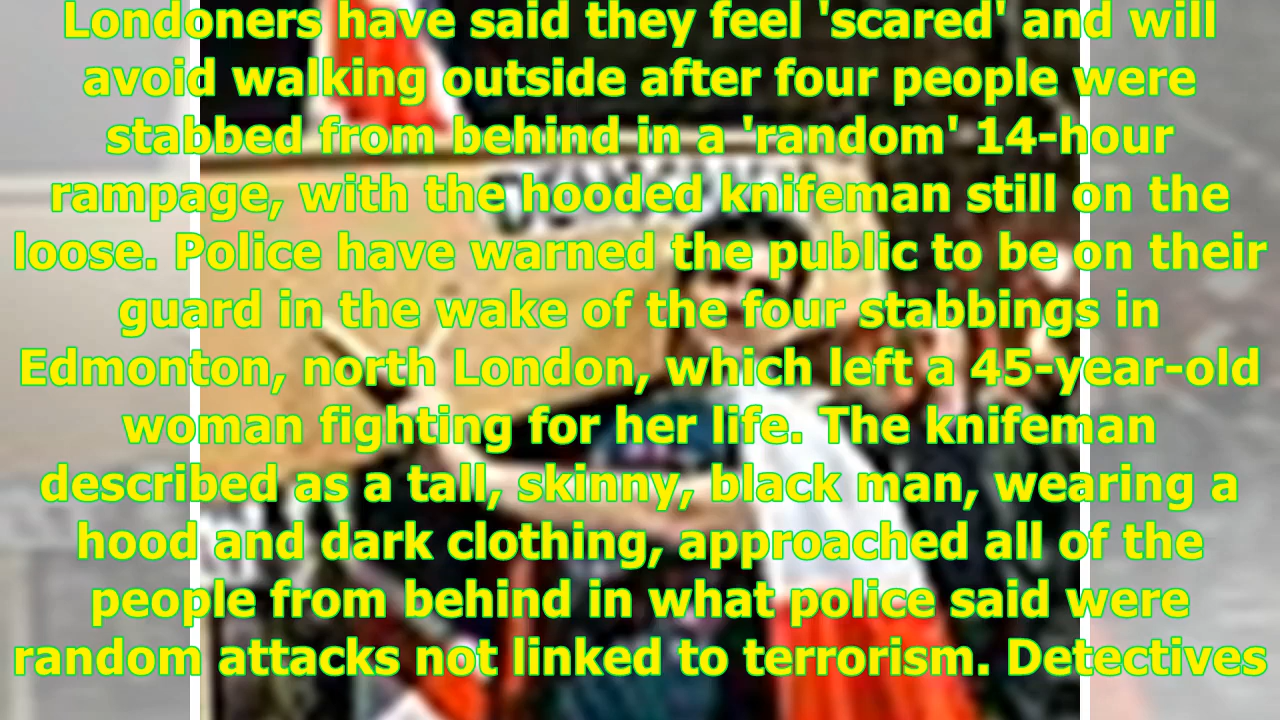 Londoners have said they feel 'scared' and will
avoid walking outside after four people were
stabbed from behind in a 'random' 14-hour
rampage, with the hooded knifeman still on the
loose. Police have warned the public to be on their
guard in the wake of the four stabbings in
Edmonton, north London, which left a 45-year-old
woman fighting for her life. The knifeman
described as a tall, skinny, black man, wearing a
hood and dark clothing, approached all of the
people from behind in what police said were
random attacks not linked to terrorism. Detectives